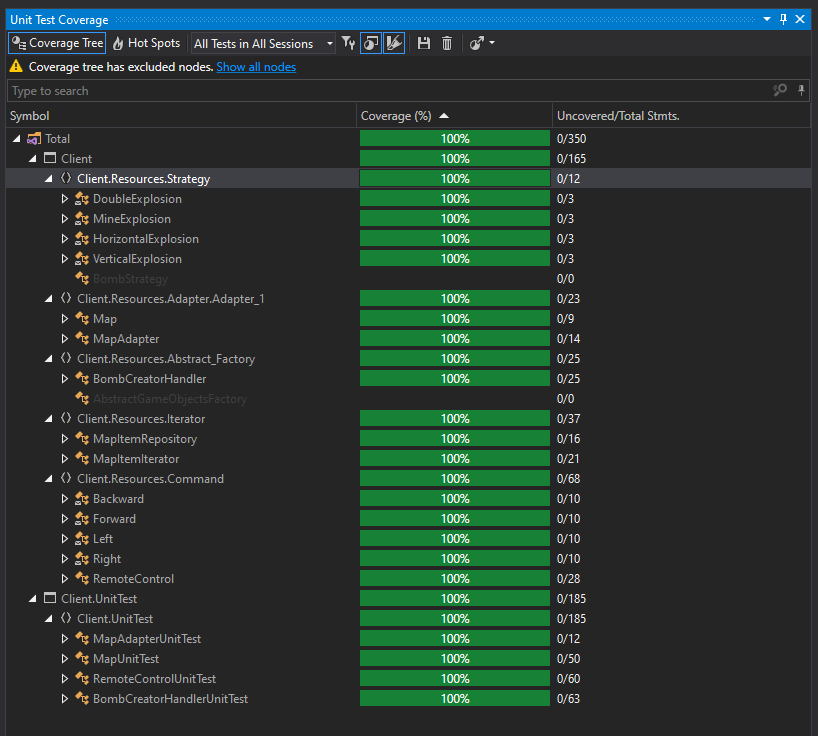 Unit Test Coverage
Coverage Tree Hot Spots All Tests in All Sessions
Coverage tree has excluded nodes. Show all nodes
Type to search
Symbol Coverage (%) Uncovered/Total Stmts.
Total 100% 0/350
Client 100% 0/165
Client.Resources.Strategy 100% 0/12
DoubleExplosion 100% 0/3
MineExplosion 100% 0/3
HorizontalExplosion 100% 0/3
VerticalExplosion 100% 0/3
BombStrategy 0/0
Client.Resources.Adapter.Adapter_1 100% 0/23
Map 100% 0/9
MapAdapter 100% 0/14
Client.Resources.Abstract_Factory 100% 0/25
BombCreatorHandler 100% 0/25
AbstractGameObjectsFactory 0/0
Client.Resources.Iterator 100% 0/37
MapItemRepository 100% 0/16
MapItemIterator 100% 0/21
Client.Resources.Command 100% 0/68
Backward 100% 0/10
Forward 100% 0/10
Left 100% 0/10
Right 100% 0/10
RemoteControl 100% 0/28
Client.UnitTest 100% 0/185
Client.UnitTest 100% 0/185
MapAdapterUnitTest 100% 0/12
MapUnitTest 100% 0/50
RemoteControlUnitTest 100% 0/60
BombCreatorHandlerUnitTest 100% 0/63